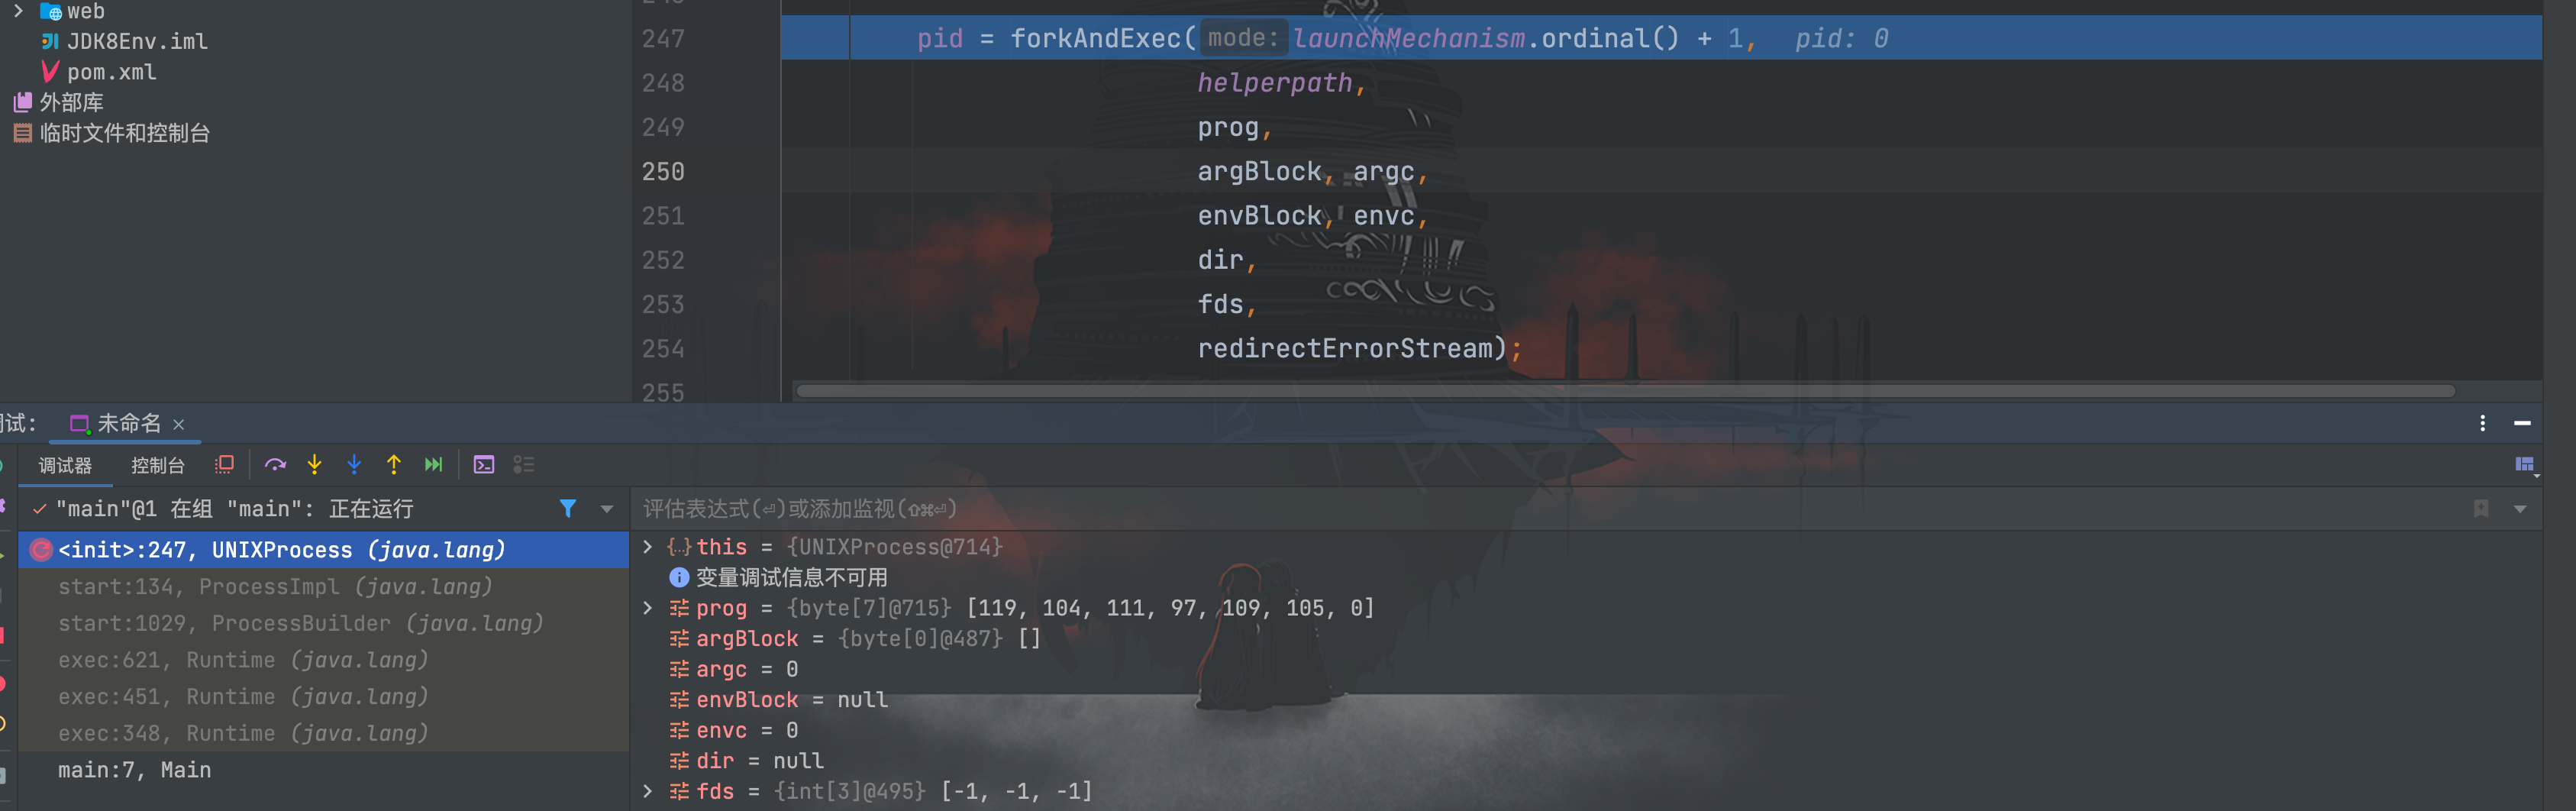 web
JDK8Env.iml
pom.xml
外部库
临时文件和控制台
247 pid = forkAndExec( mode: launchMechanism.ordinal() + 1, pid: 0
248 helperpath,
249 prog,
250 argBlock, argc,
251 envBlock, envc,
252 dir,
253 fds,
254 redirectErrorStream);
255
试: 未命名 ×
调试器 控制台
"main"@1 在组 "main": 正在运行
<init>:247, UNIXProcess (java.lang)
start:134, ProcessImpl (java.lang)
start:1029, ProcessBuilder (java.lang)
exec:621, Runtime (java.lang)
exec:451, Runtime (java.lang)
exec:348, Runtime (java.lang)
main:7, Main
评估表达式(⏎)或添加监视(⇧⌘⏎)
this = {UNIXProcess@714}
变量调试信息不可用
prog = {byte[7]@715} [119, 104, 111, 97, 109, 105, 0]
argBlock = {byte[0]@487} []
argc = 0
envBlock = null
envc = 0
dir = null
fds = {int[3]@495} [-1, -1, -1]